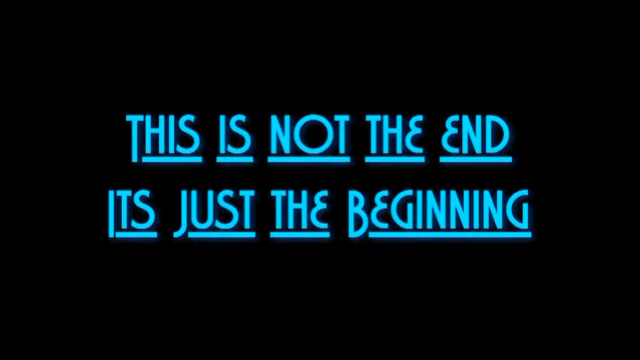 This is not the end
Its just the Beginning